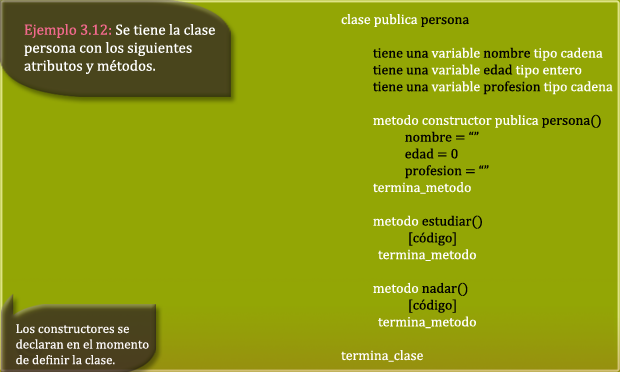 Ejemplo 3.12: Se tiene la clase
persona con los siguientes
atributos y métodos.
clase publica persona
tiene una variable nombre tipo cadena
tiene una variable edad tipo entero
tiene una variable profesion tipo cadena
metodo constructor publica persona()
nombre = “”
edad = 0
profesion = “”
termina_metodo
metodo estudiar()
[código]
termina_metodo
metodo nadar()
[código]
termina_metodo
termina_clase
Los constructores se
declaran en el momento
de definir la clase.